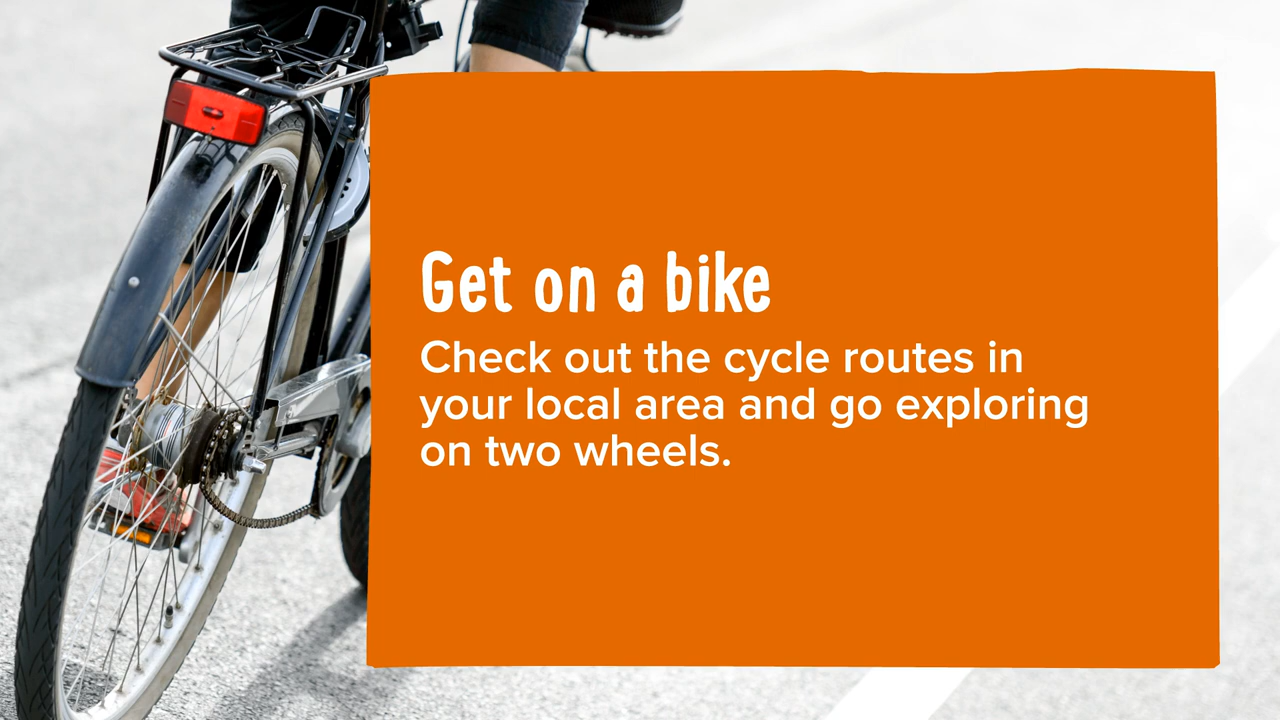 Get on a bike
Check out the cycle routes in
your local area and go exploring
on two wheels.